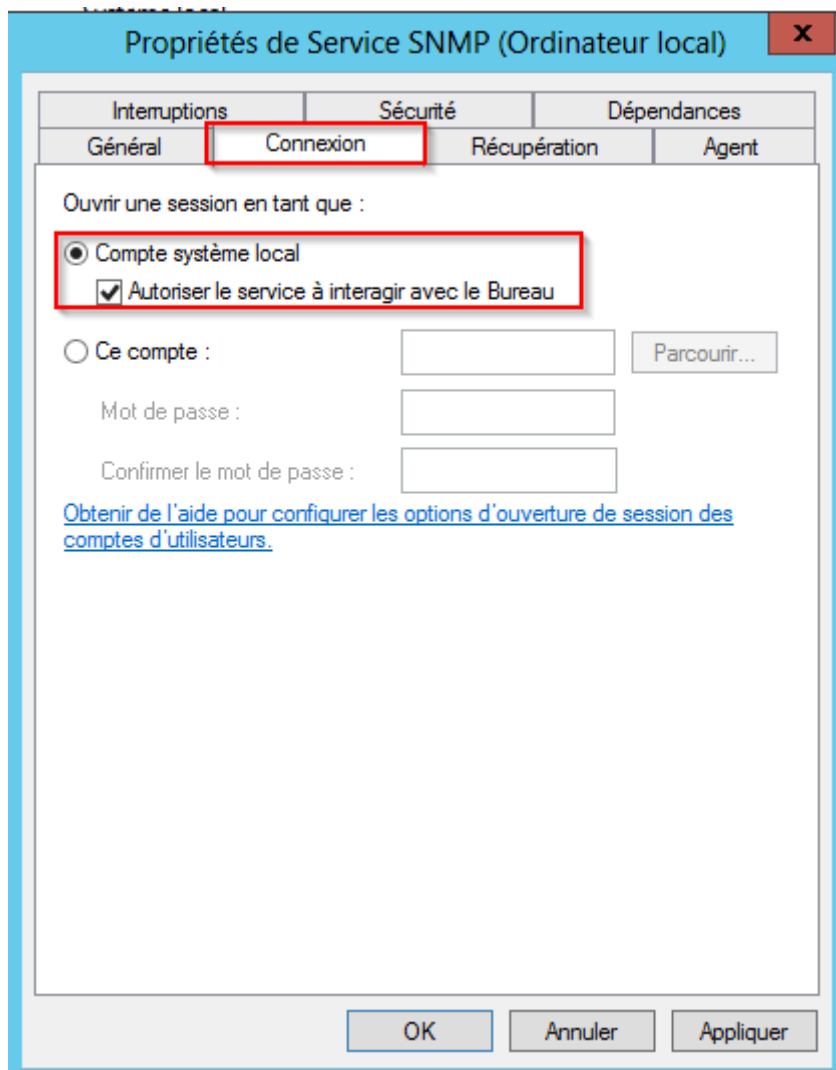 Propriétés de Service SNMP (Ordinateur local)
x
Interruptions Sécurité Dépendances
Général Connexion Récupération Agent
Ouvrir une session en tant que :
Compte système local
Autoriser le service à interagir avec le Bureau
Ce compte : Parcourir...
Mot de passe :
Confirmer le mot de passe :
Obtenir de l'aide pour configurer les options d'ouverture de session des
comptes d'utilisateurs.
OK Annuler Appliquer